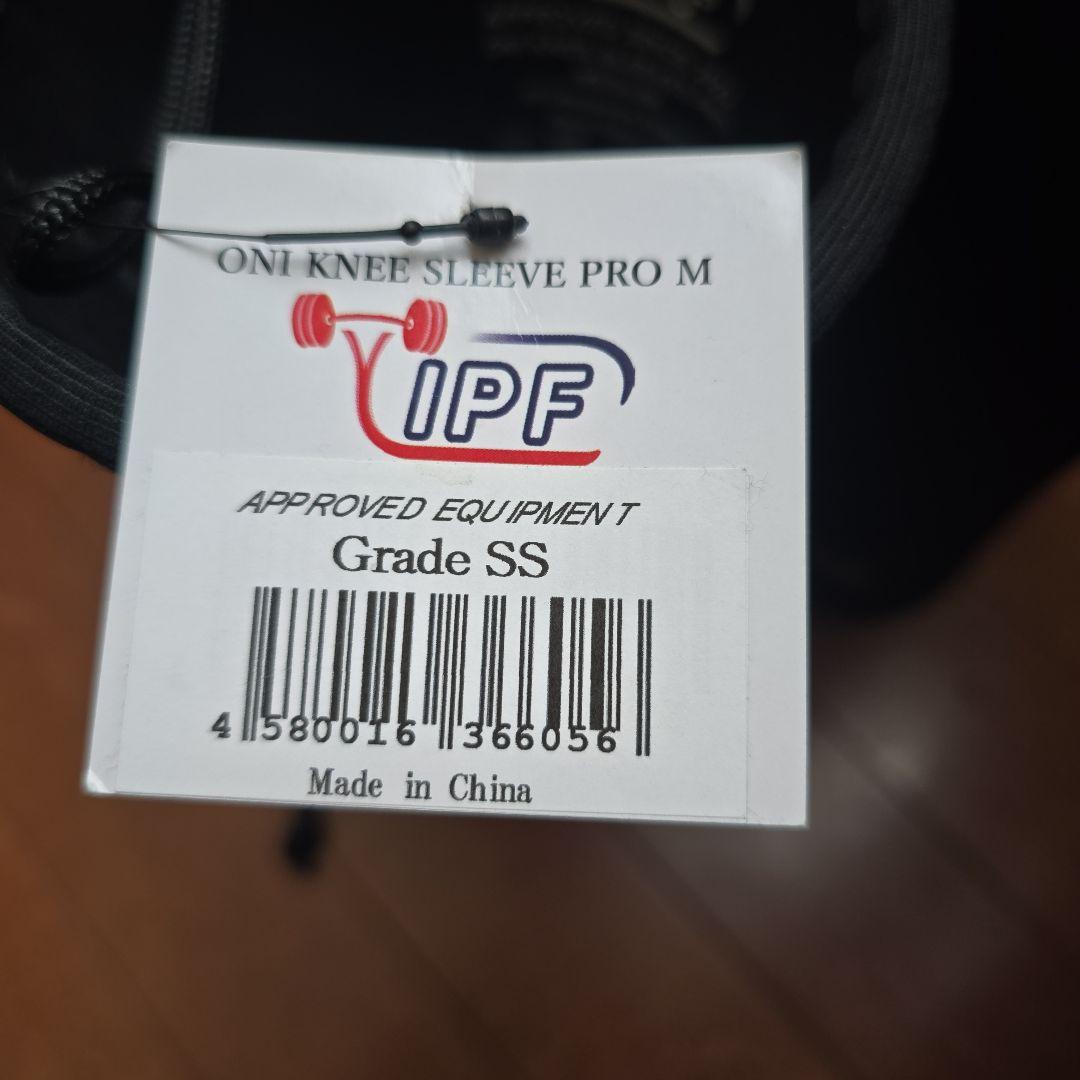 ONI KNEE SLEEVE PRO M
IPF
APPROVED EQUIPMENT
Grade SS
4 580016 366056
Made in China